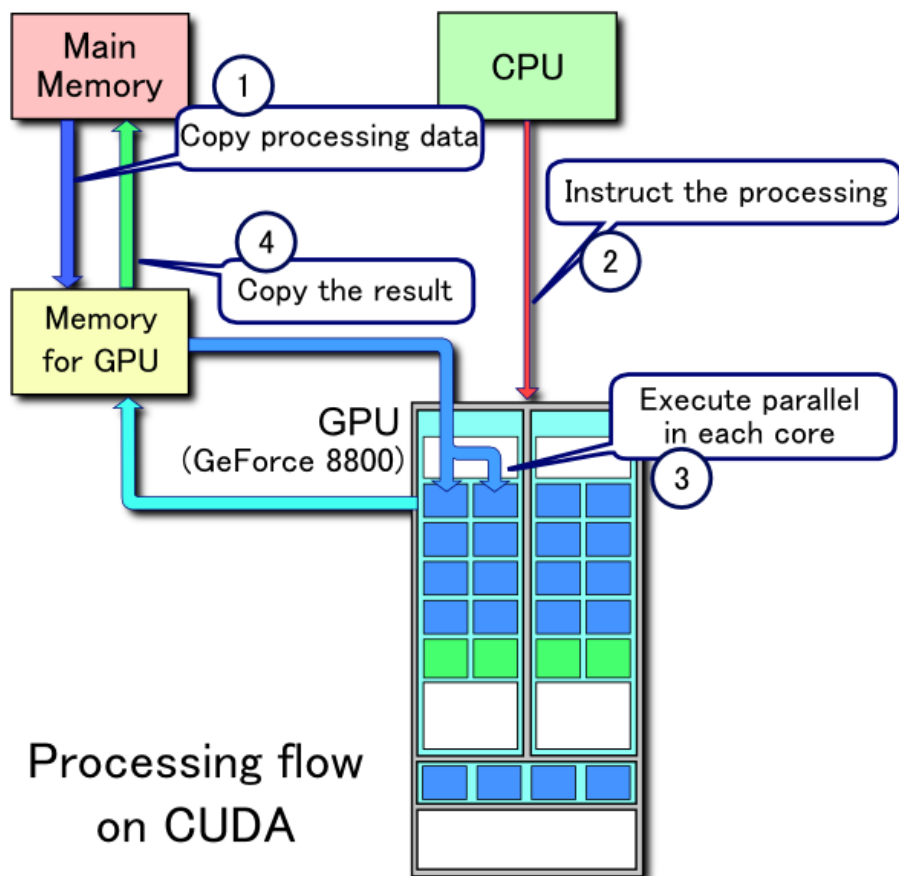 Main
Memory
CPU
1
Copy processing data
Instruct the processing
2
4
Copy the result
Memory
for GPU
GPU
(GeForce 8800)
Execute parallel
in each core
3
Processing flow
on CUDA